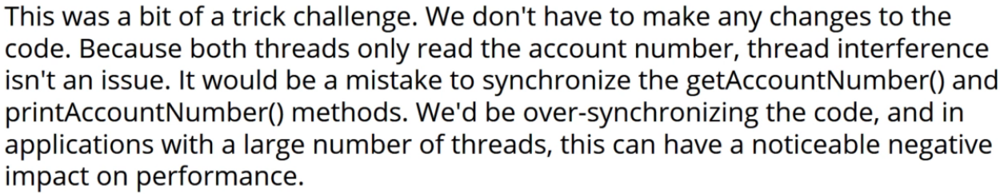 This was a bit of a trick challenge. We don't have to make any changes to the
code. Because both threads only read the account number, thread interference
isn't an issue. It would be a mistake to synchronize the getAccountNumber() and
printAccountNumber() methods. We'd be over-synchronizing the code, and in
applications with a large number of threads, this can have a noticeable negative
impact on performance.